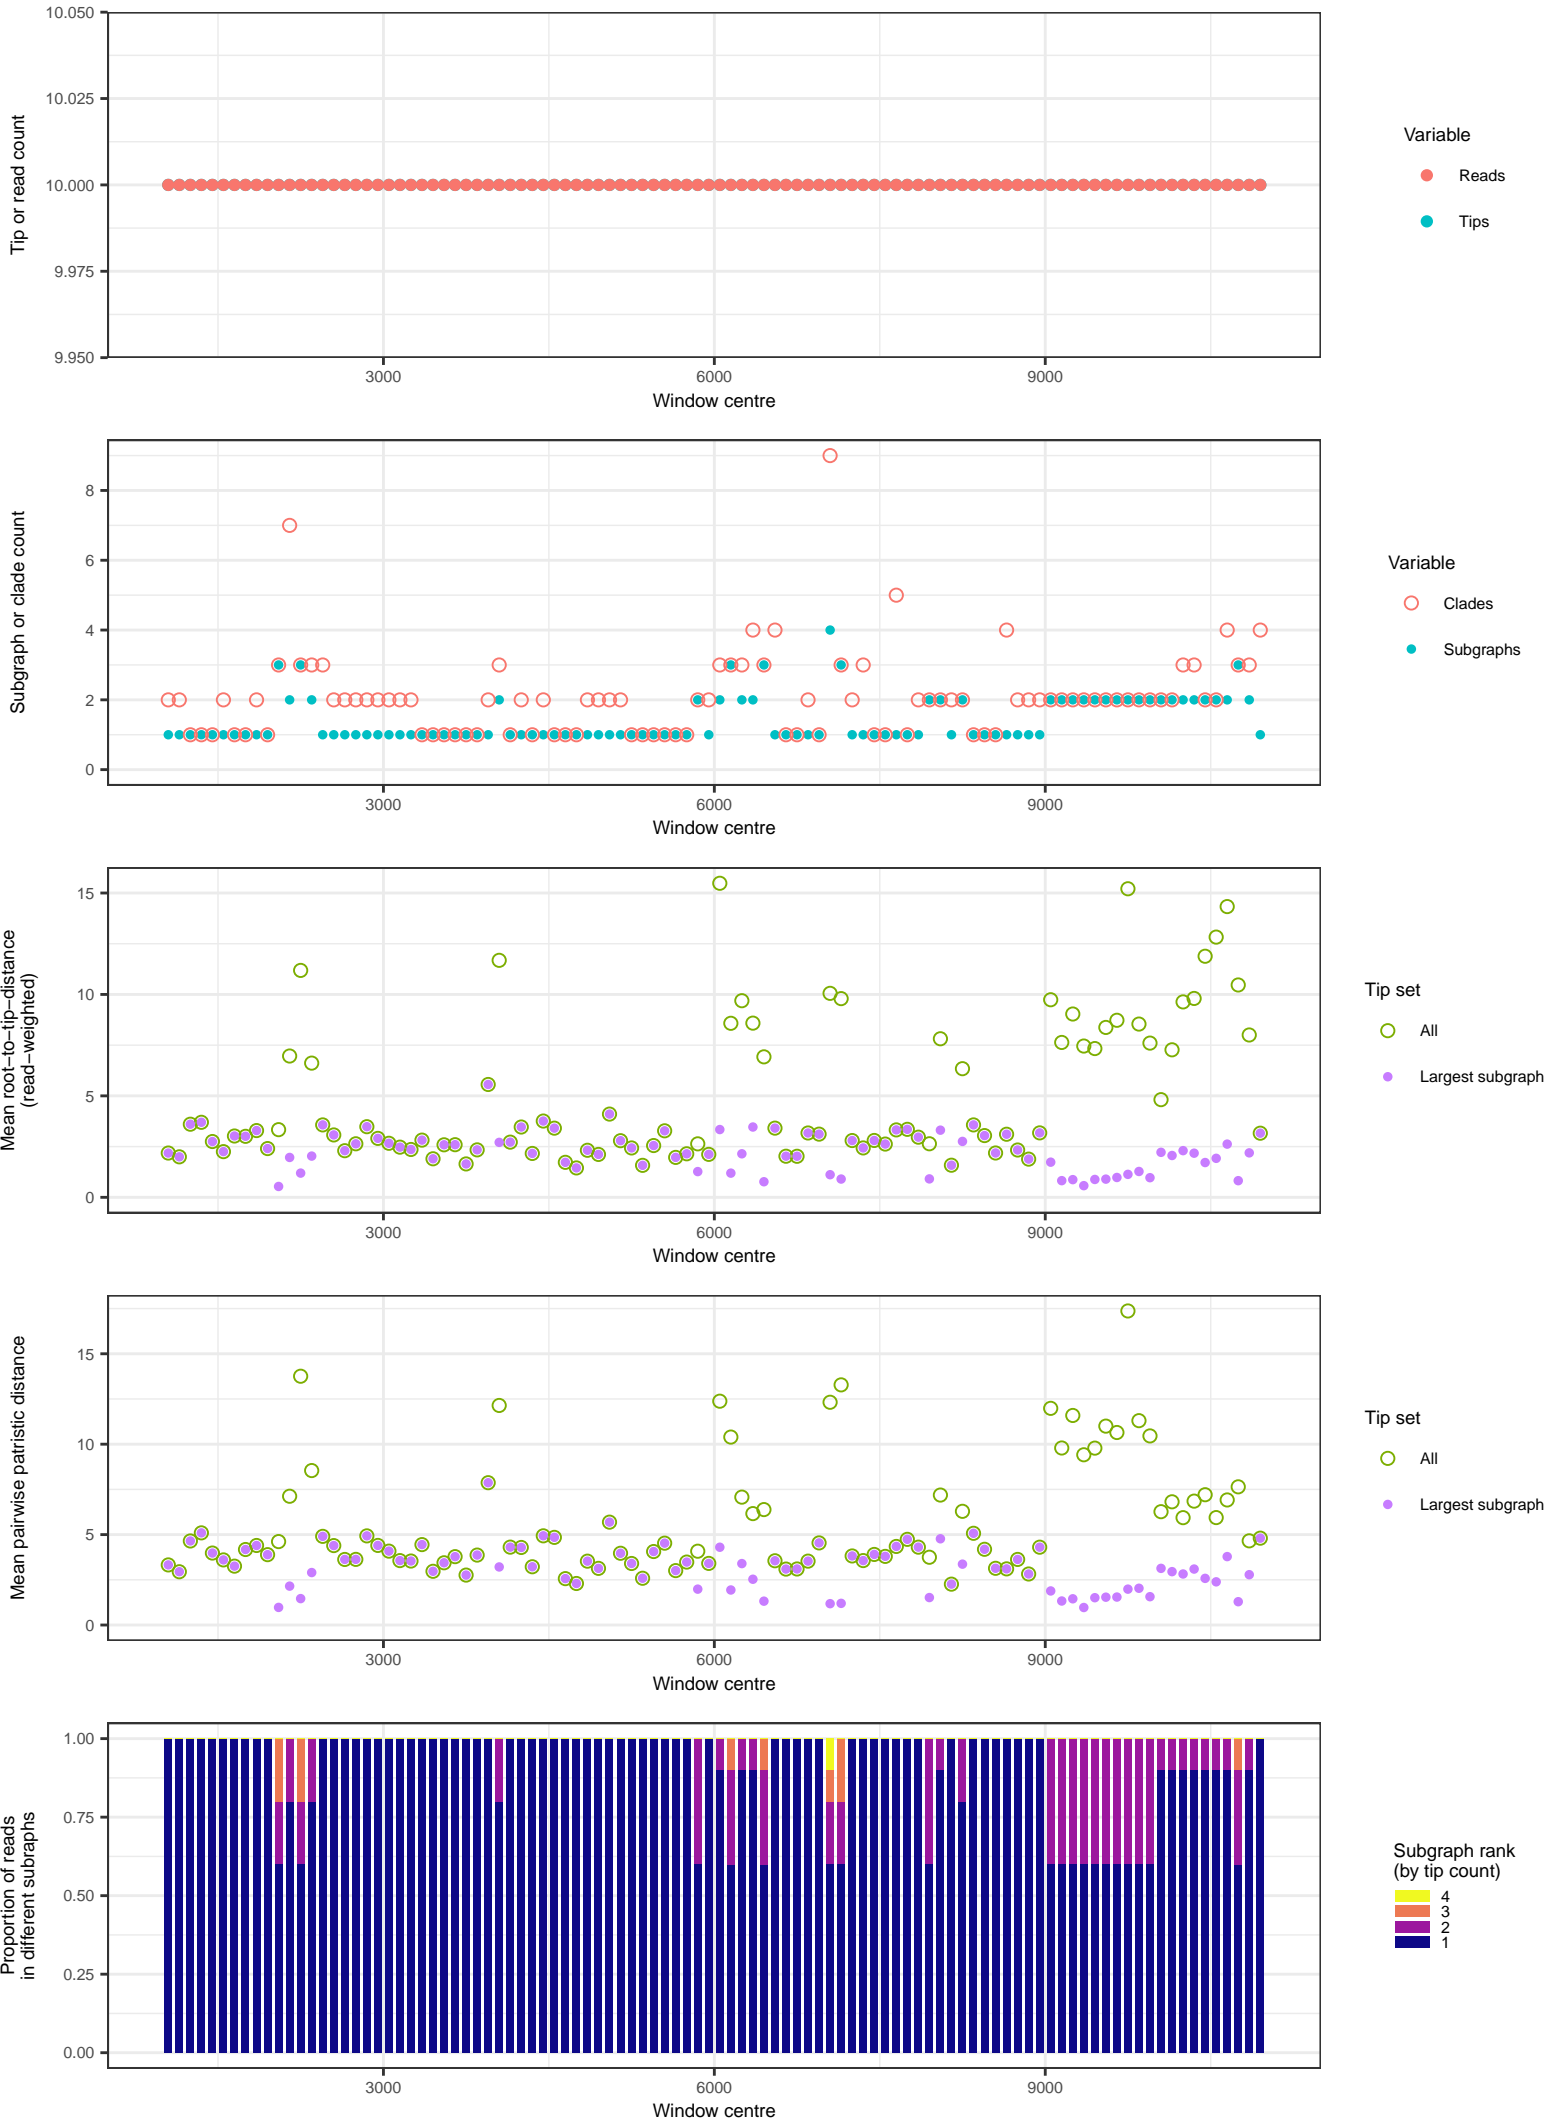 10.050
10.025
10.000
9.975
9.950
Tip or read count
3000 6000 9000
Window centre
Variable
Reads
Tips
8
6
4
2
0
Subgraph or clade count
3000 6000 9000
Window centre
Variable
Clades
Subgraphs
15
10
5
0
Mean root−to−tip−distance
(read−weighted)
3000 6000 9000
Window centre
Tip set
All
Largest subgraph
15
10
5
0
Mean pairwise patristic distance
3000 6000 9000
Window centre
Tip set
All
Largest subgraph
1.00
0.75
0.50
0.25
0.00
Proportion of reads
in different subraphs
3000 6000 9000
Window centre
Subgraph rank
(by tip count)
4
3
2
1